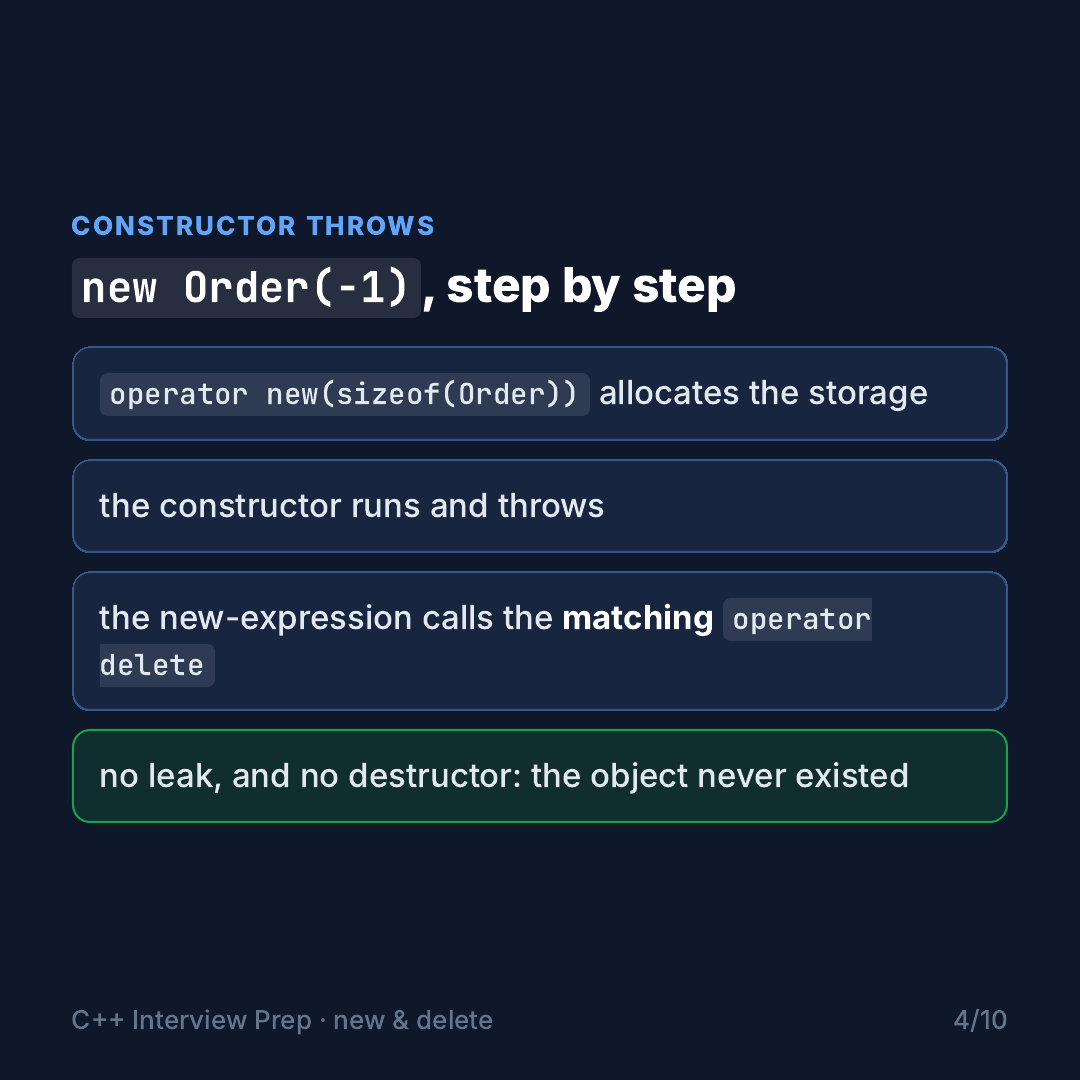 CONSTRUCTOR THROWS
new Order(-1), step by step
operator new(sizeof(Order)) allocates the storage
the constructor runs and throws
the new-expression calls the matching operator
delete
no leak, and no destructor: the object never existed
C++ Interview Prep · new & delete
4/10